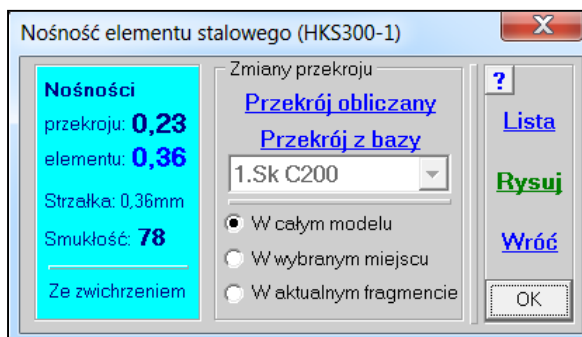 Nośność elementu stalowego (HKS300-1)
Nośności
przekroju: 0,23
elementu: 0,36
Strzałka: 0,36mm
Smukłość: 78
Ze zwichrzeniem
Zmiany przekroju
Przekrój obliczany
Przekrój z bazy
1.Sk C200
W całym modelu
W wybranym miejscu
W aktualnym fragmencie
?
Lista
Rysuj
Wróć
OK